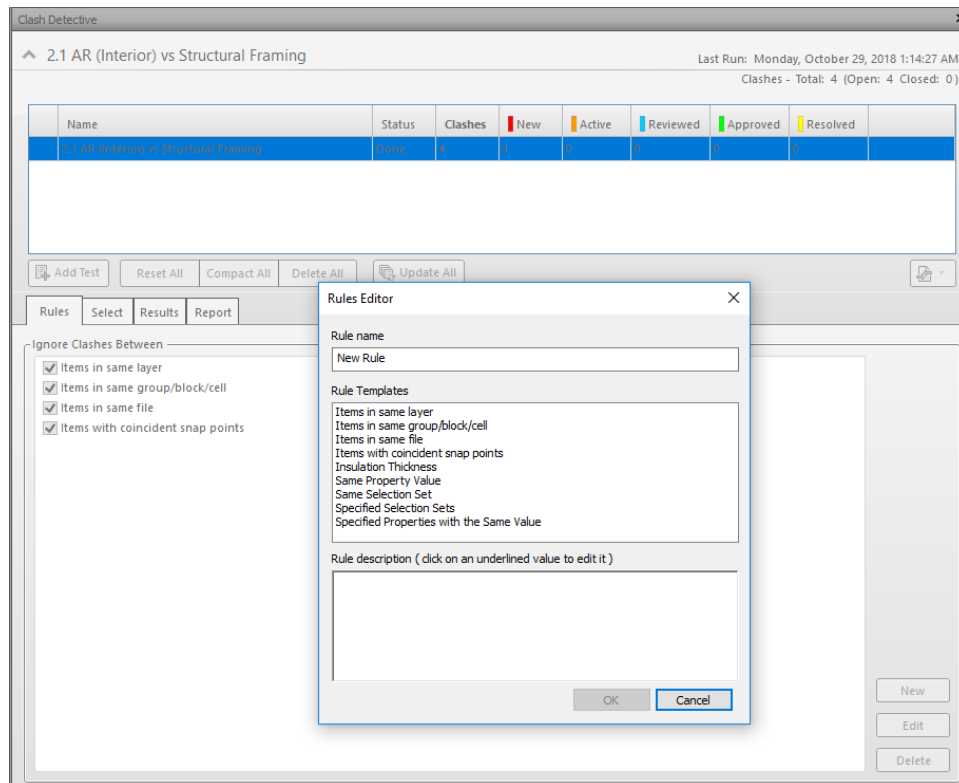 Clash Detective
2.1 AR (Interior) vs Structural Framing
Last Run: Monday, October 29, 2018 1:14:27 AM
Clashes - Total: 4 (Open: 4 Closed: 0)
Name Status Clashes New Active Reviewed Approved Resolved
2.1 AR (Interior) vs Structural Framing Done 4 4 0 0 0 0
Add Test Reset All Compact All Delete All Update All
Rules Select Results Report
Ignore Clashes Between
Items in same layer
Items in same group/block/cell
Items in same file
Items with coincident snap points
New
Edit
Delete
Rules Editor
Rule name
New Rule
Rule Templates
Items in same layer
Items in same group/block/cell
Items in same file
Items with coincident snap points
Insulation Thickness
Same Property Value
Same Selection Set
Specified Selection Sets
Specified Properties with the Same Value
Rule description ( click on an underlined value to edit it )
OK Cancel